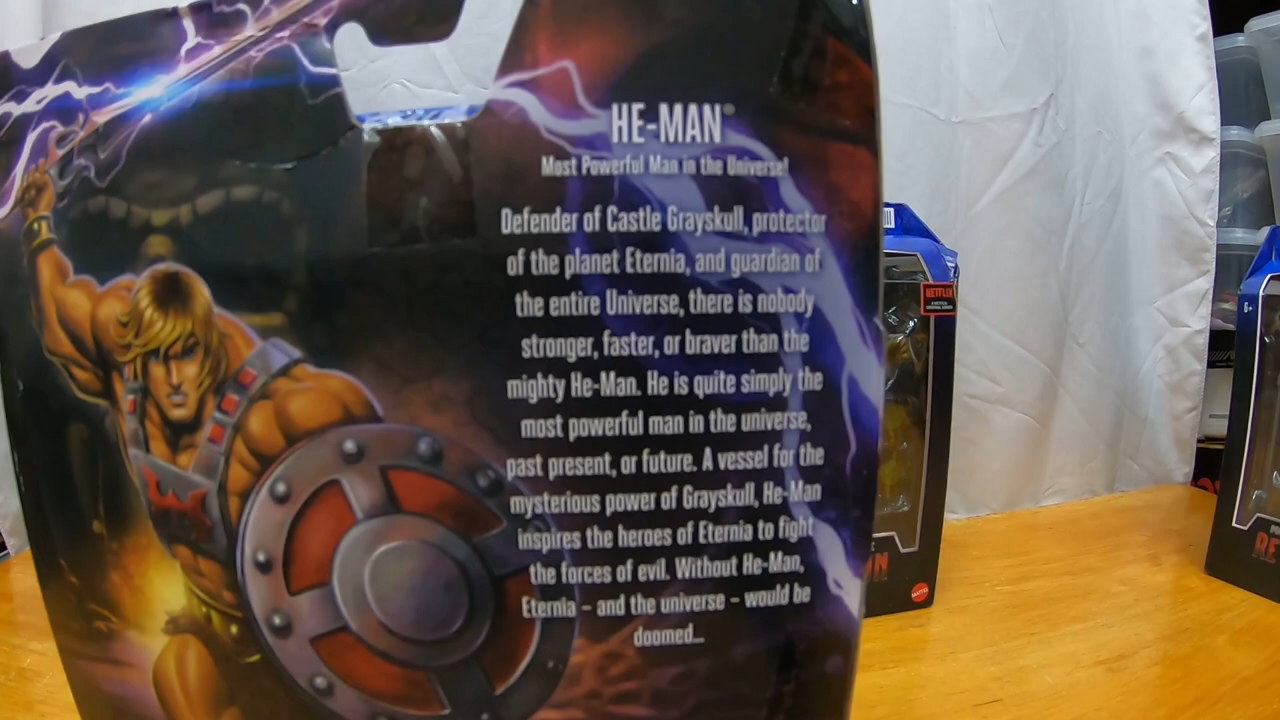 HE-MAN®
Most Powerful Man in the Universe!
Defender of Castle Grayskull, protector
of the planet Eternia, and guardian of
the entire Universe, there is nobody
stronger, faster, or braver than the
mighty He-Man. He is quite simply the
most powerful man in the universe,
past present, or future. A vessel for the
mysterious power of Grayskull, He-Man
inspires the heroes of Eternia to fight
the forces of evil. Without He-Man,
Eternia – and the universe – would be
doomed...
NETFLIX
MATTEL
6+